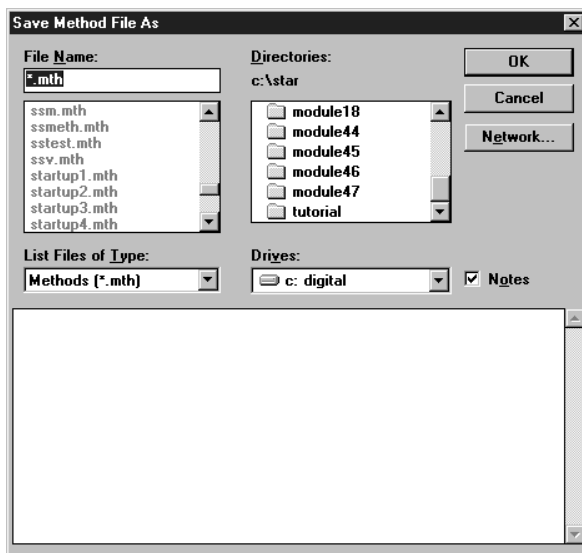 Save Method File As
File Name:
*.mth
ssm.mth
ssmeth.mth
sstest.mth
ssv.mth
startup1.mth
startup2.mth
startup3.mth
startup4.mth
List Files of Type:
Methods (*.mth)
Directories:
c:\star
module18
module44
module45
module46
module47
tutorial
Drives:
c: digital
OK
Cancel
Network...
Notes